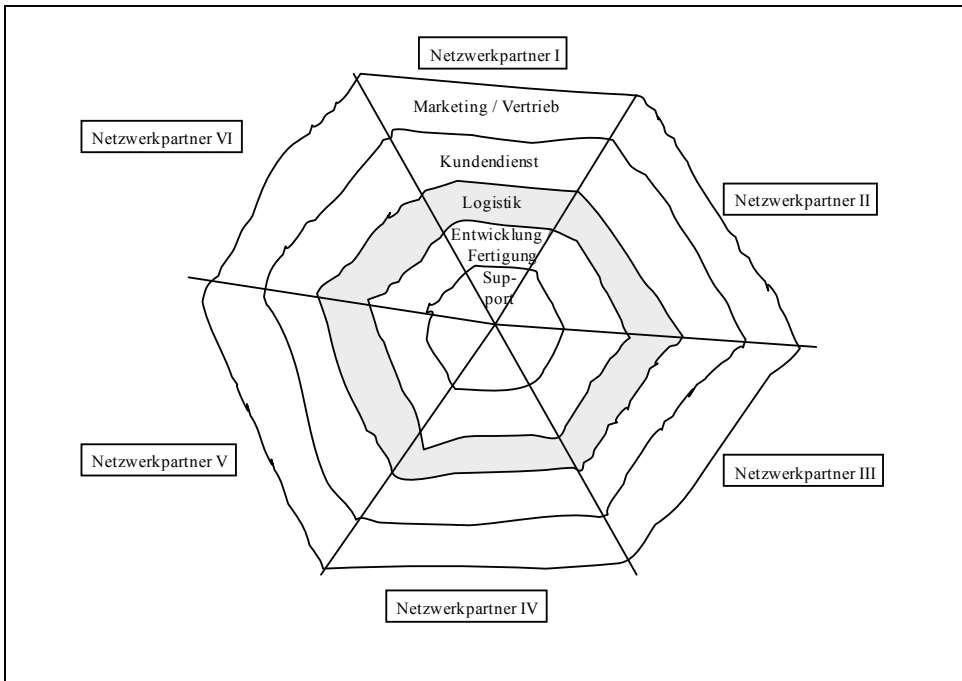 Netzwerkpartner I
Marketing / Vertrieb
Netzwerkpartner VI
Kundendienst
Netzwerkpartner II
Logistik
Entwicklung /
Fertigung
Sup-
port
Netzwerkpartner V
Netzwerkpartner III
Netzwerkpartner IV